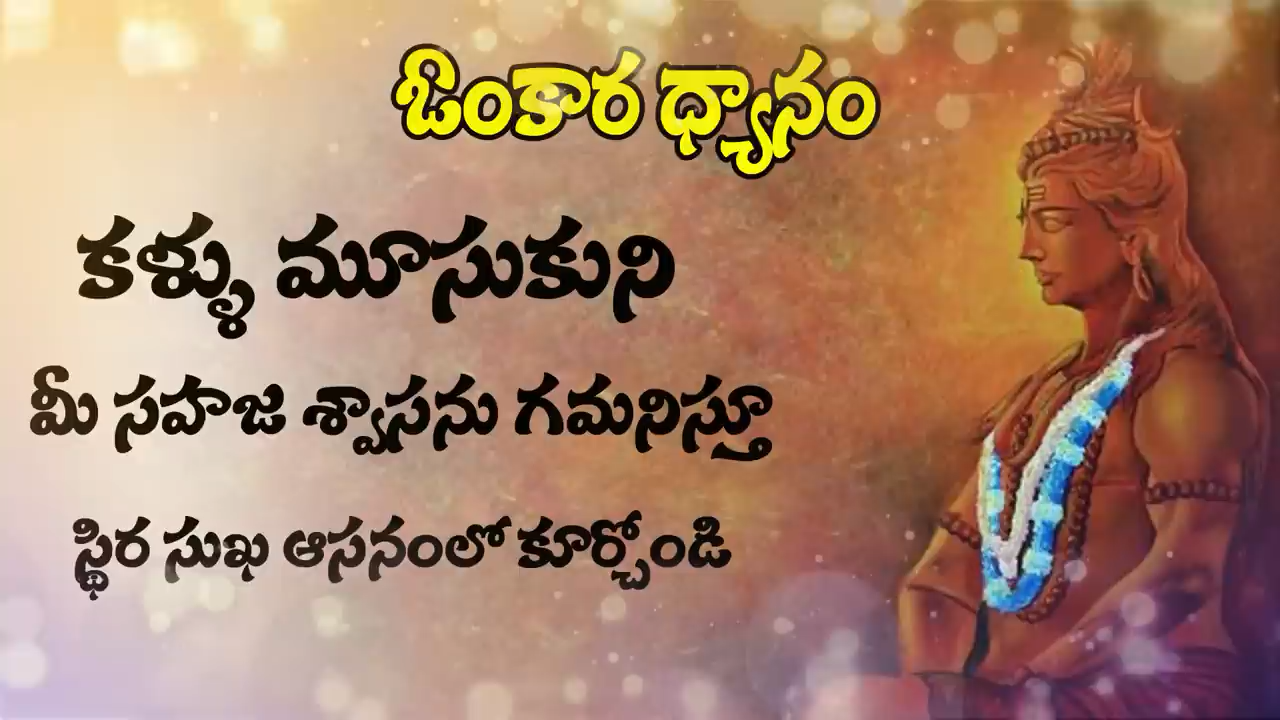 ఓంకార ధ్యానం
కళ్ళు మూసుకుని
మీ సహజ శ్వాసను గమనిస్తూ
స్థిర సుఖ ఆసనంలో కూర్చోండి